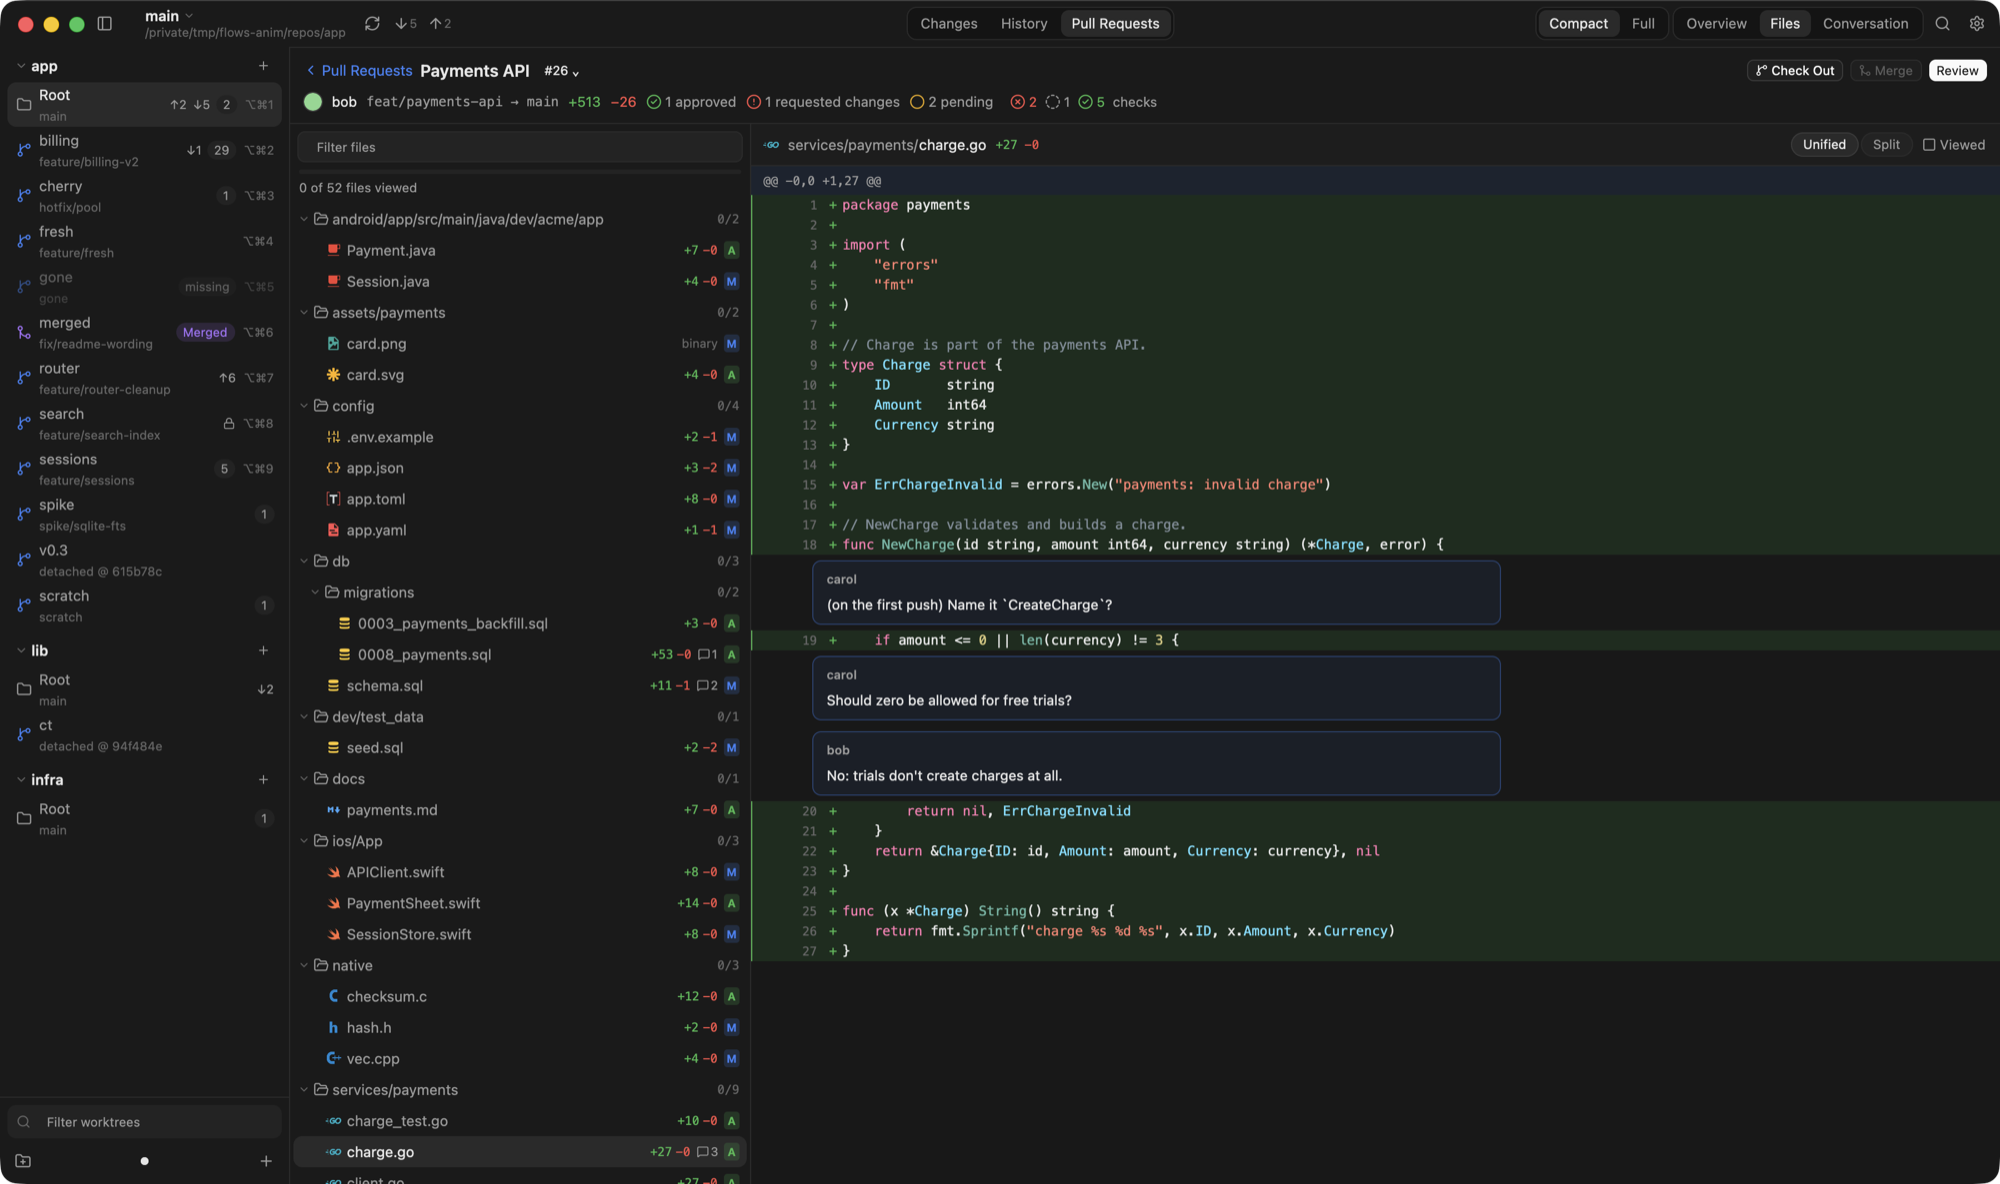 main
/private/tmp/flows-anim/repos/app
↓5 ↑2
Changes History Pull Requests
Compact Full
Overview Files Conversation
app
Root ↑2 ↓5 2 ⌥⌘1
main
billing ↓1 29 ⌥⌘2
feature/billing-v2
cherry 1 ⌥⌘3
hotfix/pool
fresh ⌥⌘4
feature/fresh
gone missing ⌥⌘5
gone
merged Merged ⌥⌘6
fix/readme-wording
router ↑6 ⌥⌘7
feature/router-cleanup
search ⌥⌘8
feature/search-index
sessions 5 ⌥⌘9
feature/sessions
spike 1
spike/sqlite-fts
v0.3
detached @ 615b78c
scratch 1
scratch
lib
Root ↓2
main
ct
detached @ 94f484e
infra
Root 1
main
Filter worktrees
Pull Requests Payments API #26
Check Out Merge Review
bob feat/payments-api → main +513 −26 1 approved 1 requested changes 2 pending 2 1 5 checks
Filter files
0 of 52 files viewed
android/app/src/main/java/dev/acme/app 0/2
Payment.java +7 −0 A
Session.java +4 −0 M
assets/payments 0/2
card.png binary M
card.svg +4 −0 A
config 0/4
.env.example +2 −1 M
app.json +3 −2 M
app.toml +8 −0 M
app.yaml +1 −1 M
db 0/3
migrations 0/2
0003_payments_backfill.sql +3 −0 A
0008_payments.sql +53 −0 1 A
schema.sql +11 −1 2 M
dev/test_data 0/1
seed.sql +2 −2 M
docs 0/1
payments.md +7 −0 A
ios/App 0/3
APIClient.swift +8 −0 M
PaymentSheet.swift +14 −0 A
SessionStore.swift +8 −0 M
native 0/3
checksum.c +12 −0 A
hash.h +2 −0 M
vec.cpp +4 −0 M
services/payments 0/9
charge_test.go +10 −0 A
charge.go +27 −0 3 A
client.go +27 −0 A
services/payments/charge.go +27 −0
Unified Split Viewed
@@ −0,0 +1,27 @@
1 + package payments
2 +
3 + import (
4 + "errors"
5 + "fmt"
6 + )
7 +
8 + // Charge is part of the payments API.
9 + type Charge struct {
10 + ID string
11 + Amount int64
12 + Currency string
13 + }
14 +
15 + var ErrChargeInvalid = errors.New("payments: invalid charge")
16 +
17 + // NewCharge validates and builds a charge.
18 + func NewCharge(id string, amount int64, currency string) (*Charge, error) {
carol
(on the first push) Name it `CreateCharge`?
19 + if amount <= 0 || len(currency) != 3 {
carol
Should zero be allowed for free trials?
bob
No: trials don't create charges at all.
20 + return nil, ErrChargeInvalid
21 + }
22 + return &Charge{ID: id, Amount: amount, Currency: currency}, nil
23 + }
24 +
25 + func (x *Charge) String() string {
26 + return fmt.Sprintf("charge %s %d %s", x.ID, x.Amount, x.Currency)
27 + }